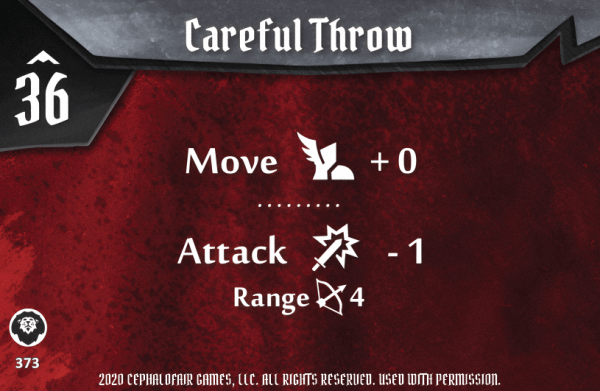 Careful Throw
36
Move + 0
.........
Attack - 1
Range 4
373
2020 CEPHALOFAIR GAMES, LLC. ALL RIGHTS RESERVED. USED WITH PERMISSION.